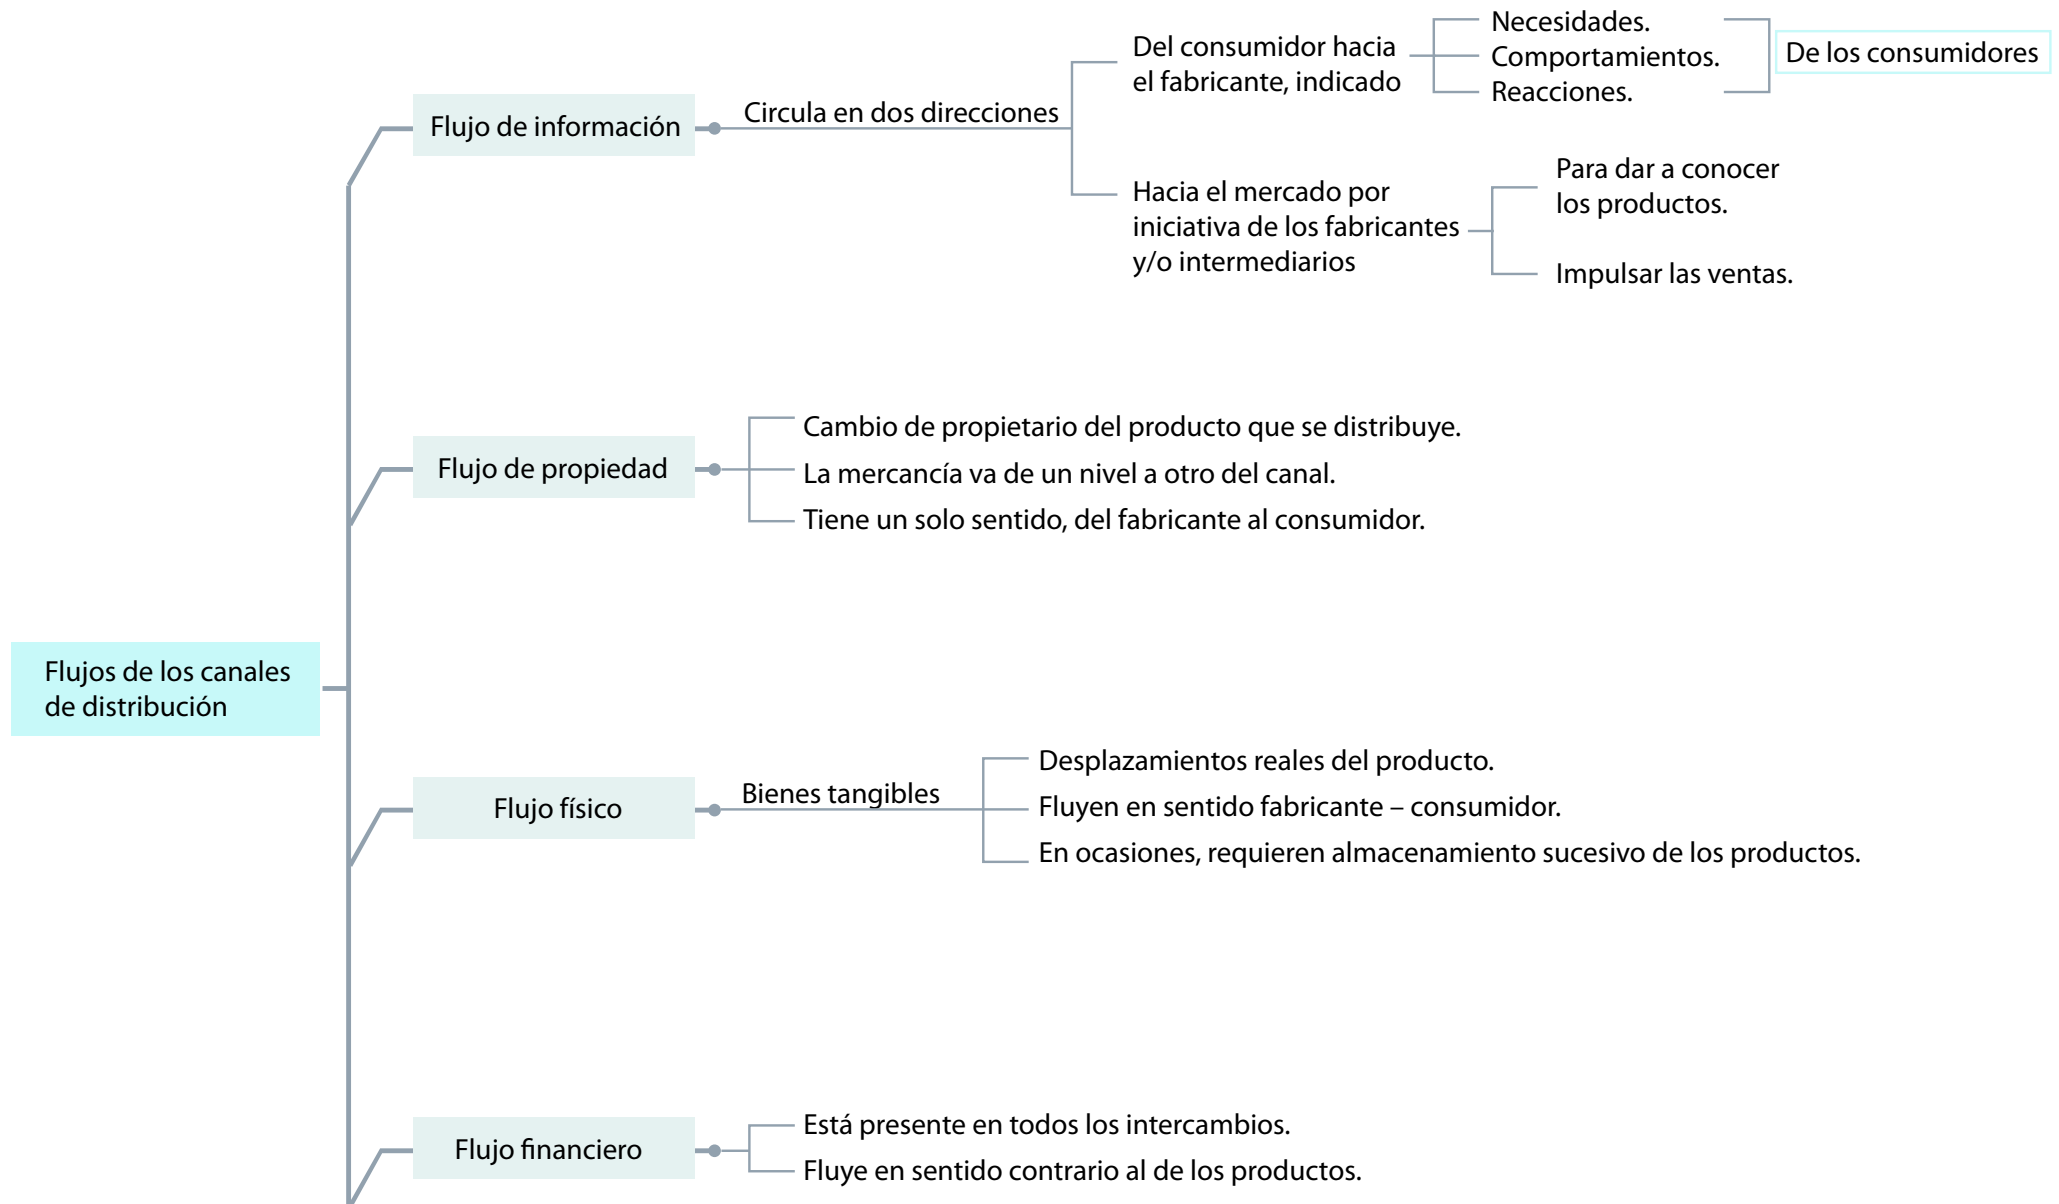 Flujos de los canales
de distribución
Flujo de información
Circula en dos direcciones
Del consumidor hacia
el fabricante, indicado
Necesidades.
Comportamientos.
Reacciones.
De los consumidores
Hacia el mercado por
iniciativa de los fabricantes
y/o intermediarios
Para dar a conocer
los productos.
Impulsar las ventas.
Flujo de propiedad
Cambio de propietario del producto que se distribuye.
La mercancía va de un nivel a otro del canal.
Tiene un solo sentido, del fabricante al consumidor.
Flujo físico
Bienes tangibles
Desplazamientos reales del producto.
Fluyen en sentido fabricante – consumidor.
En ocasiones, requieren almacenamiento sucesivo de los productos.
Flujo financiero
Está presente en todos los intercambios.
Fluye en sentido contrario al de los productos.